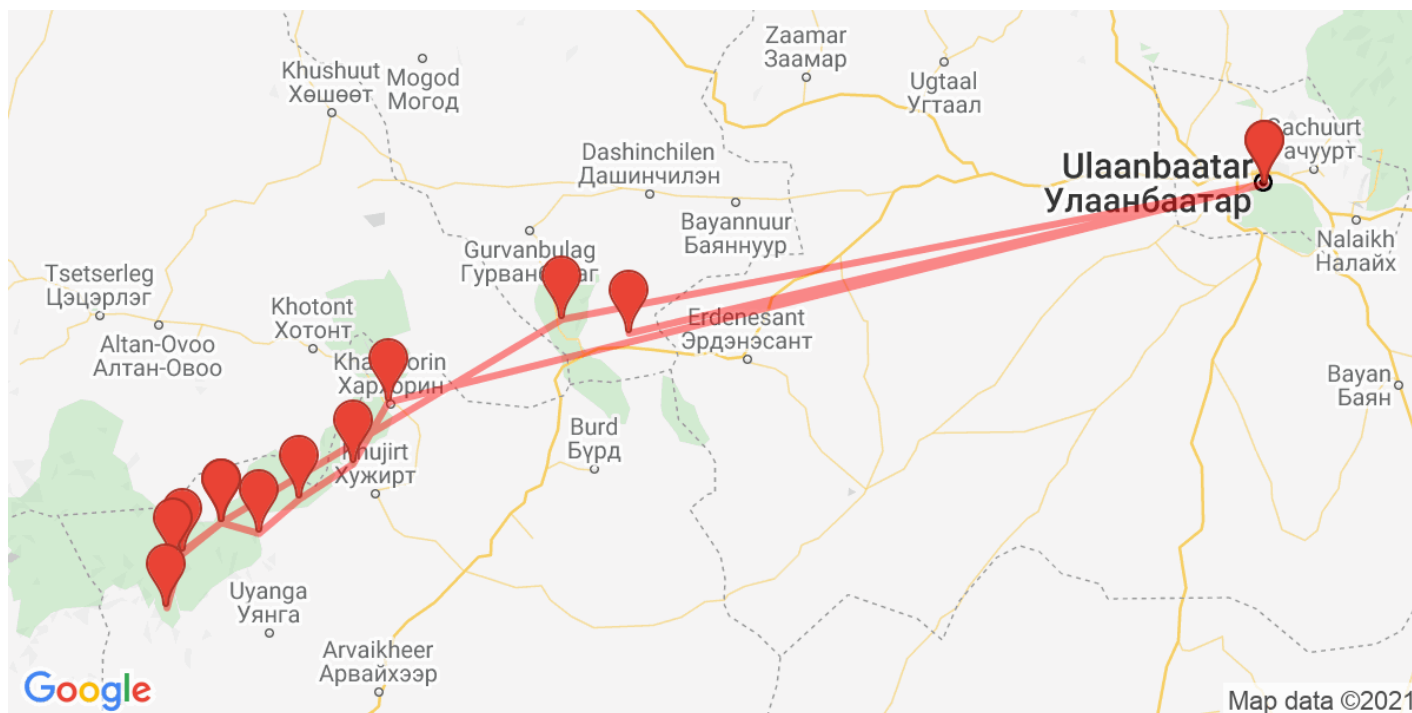 Zaamar
Заамар
Mogod
Могод
Khushuut
Хөшөөт
Ugtaal
Угтаал
Dashinchilen
Дашинчилэн
Ulaanbaatar
Улаанбаатар
Bayannuur
Баяннуур
Nalaikh
Налайх
Gurvanbulag
Tsetserleg
Цэцэрлэг
Khotont
Хотонт
Altan-Ovoo
Алтан-Овоо
Erdenesant
Эрдэнэсант
Хархорин
Bayan
Баян
Burd
Бүрд
Хужирт
Uyanga
Уянга
Arvaikheer
Арвайхээр
Google
Map data ©2021